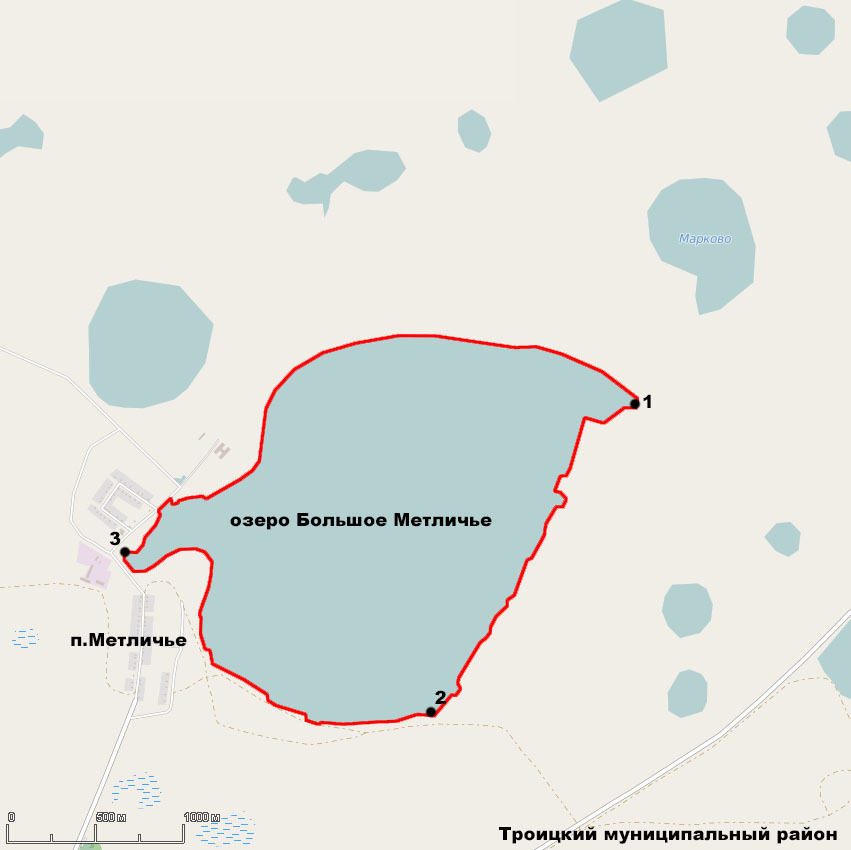 Марково
1
озеро Большое Метличье
3
п.Метличье
2
0 500 м 1000 м
Троицкий муниципальный район